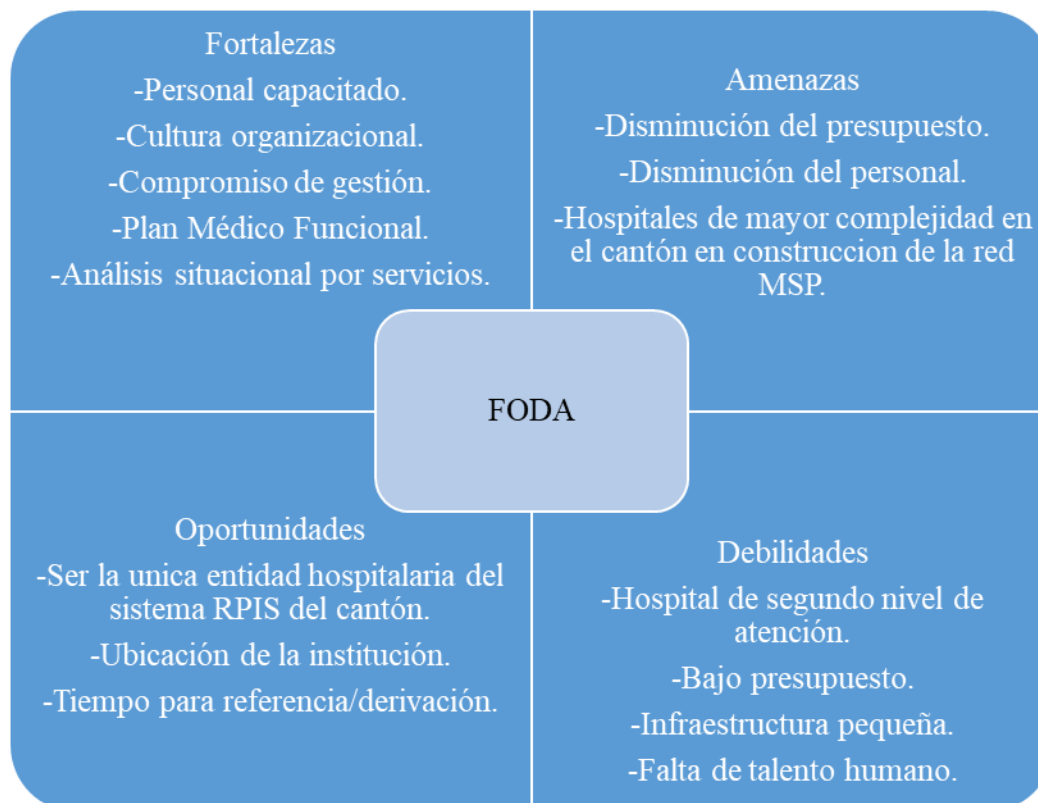 Fortalezas
-Personal capacitado.
-Cultura organizacional.
-Compromiso de gestión.
-Plan Médico Funcional.
-Análisis situacional por servicios.
Amenazas
-Disminución del presupuesto.
-Disminución del personal.
-Hospitales de mayor complejidad en
el cantón en construccion de la red
MSP.
FODA
Oportunidades
-Ser la unica entidad hospitalaria del
sistema RPIS del cantón.
-Ubicación de la institución.
-Tiempo para referencia/derivación.
Debilidades
-Hospital de segundo nivel de
atención.
-Bajo presupuesto.
-Infraestructura pequeña.
-Falta de talento humano.